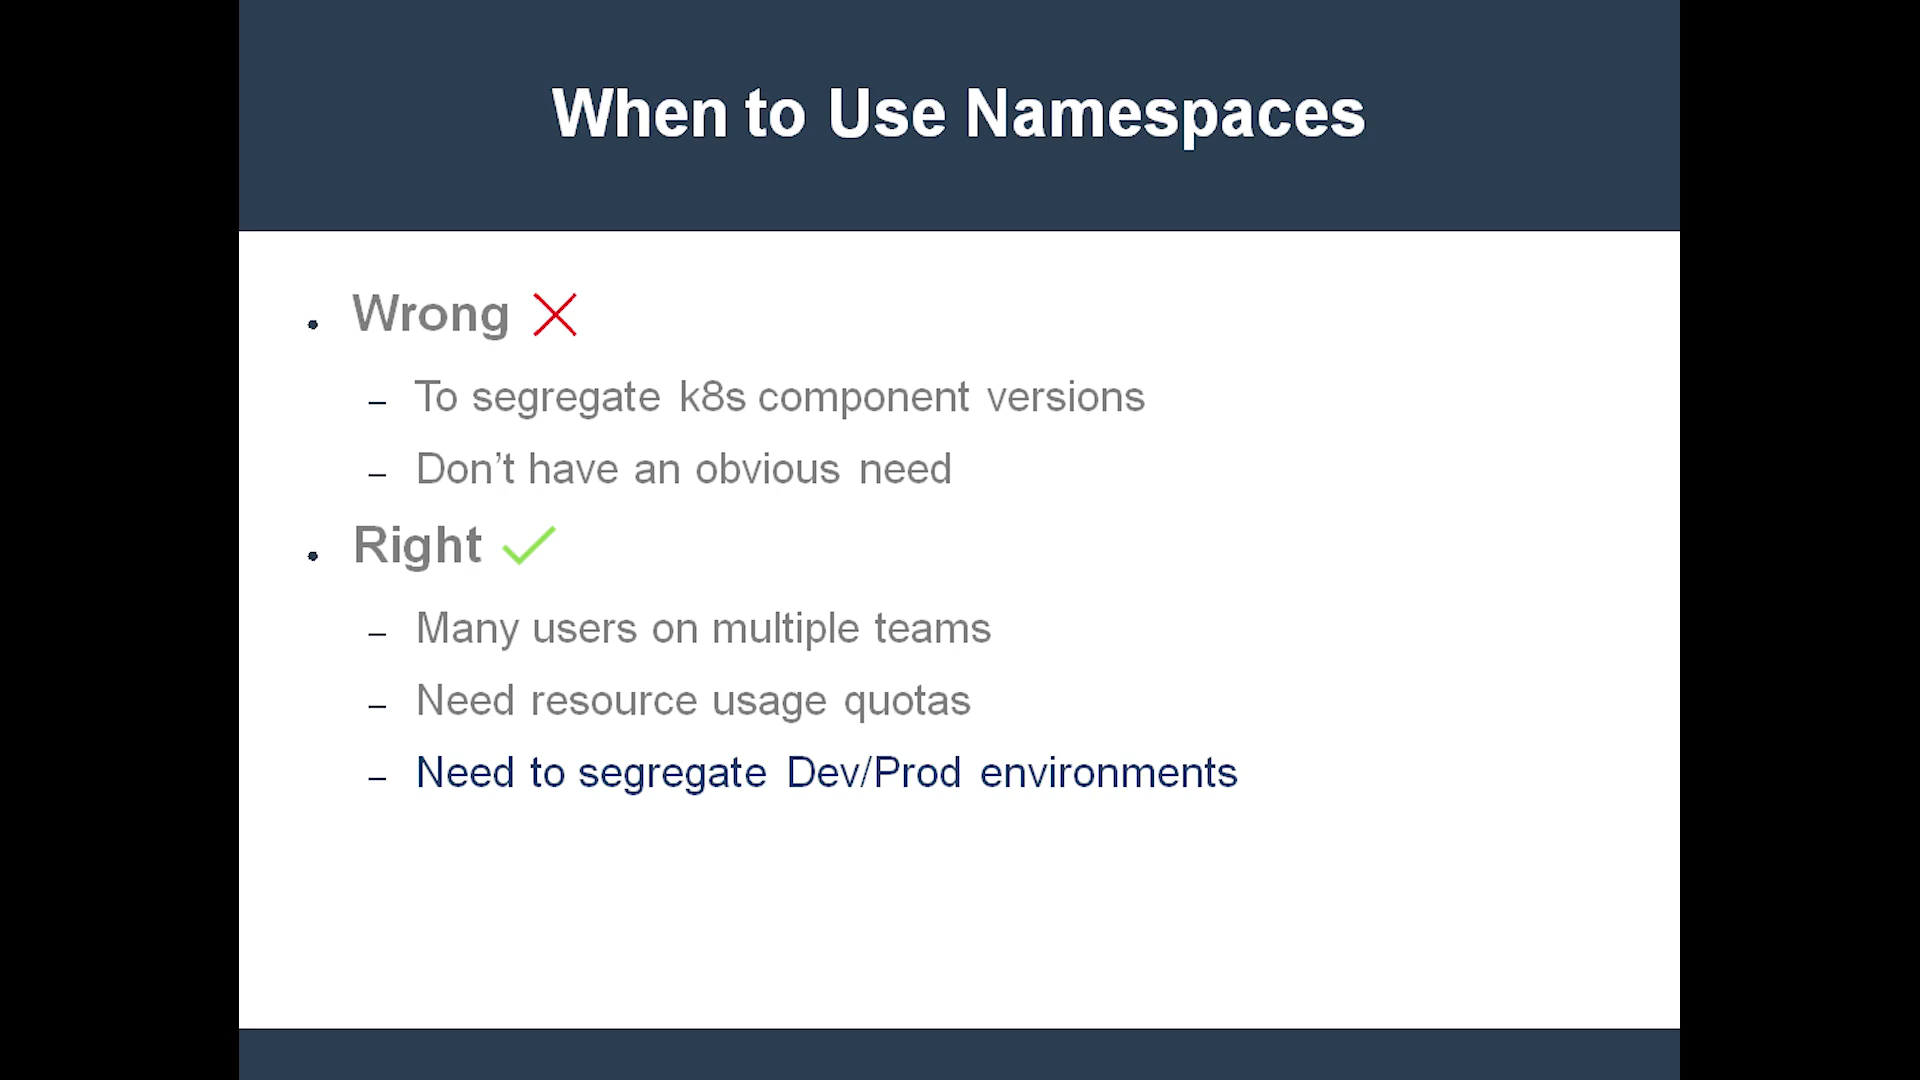 When to Use Namespaces
• Wrong
– To segregate k8s component versions
– Don’t have an obvious need
• Right
– Many users on multiple teams
– Need resource usage quotas
– Need to segregate Dev/Prod environments